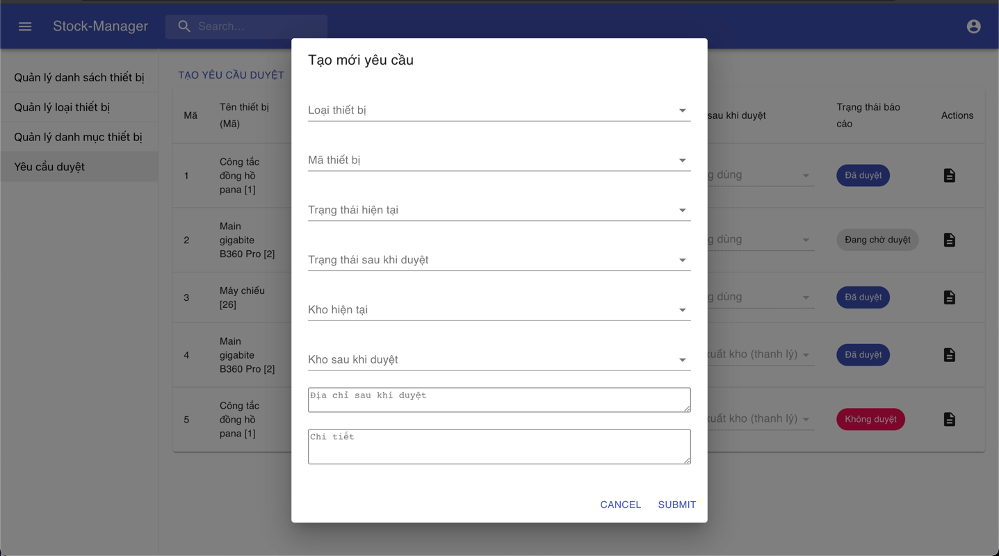 Stock-Manager
Search…
Quản lý danh sách thiết bị
Quản lý loại thiết bị
Quản lý danh mục thiết bị
Yêu cầu duyệt
TẠO YÊU CẦU DUYỆT
Mã
Tên thiết bị
(Mã)
sau khi duyệt
Trạng thái báo
cáo
Actions
1
Công tắc
đồng hồ
pana [1]
dùng
Đã duyệt
2
Main
gigabite
B360 Pro [2]
dùng
Đang chờ duyệt
3
Máy chiếu
[26]
dùng
Đã duyệt
4
Main
gigabite
B360 Pro [2]
xuất kho (thanh lý)
Đã duyệt
5
Công tắc
đồng hồ
pana [1]
xuất kho (thanh lý)
Không duyệt
Tạo mới yêu cầu
Loại thiết bị
Mã thiết bị
Trạng thái hiện tại
Trạng thái sau khi duyệt
Kho hiện tại
Kho sau khi duyệt
Địa chỉ sau khi duyệt
Chi tiết
CANCEL
SUBMIT